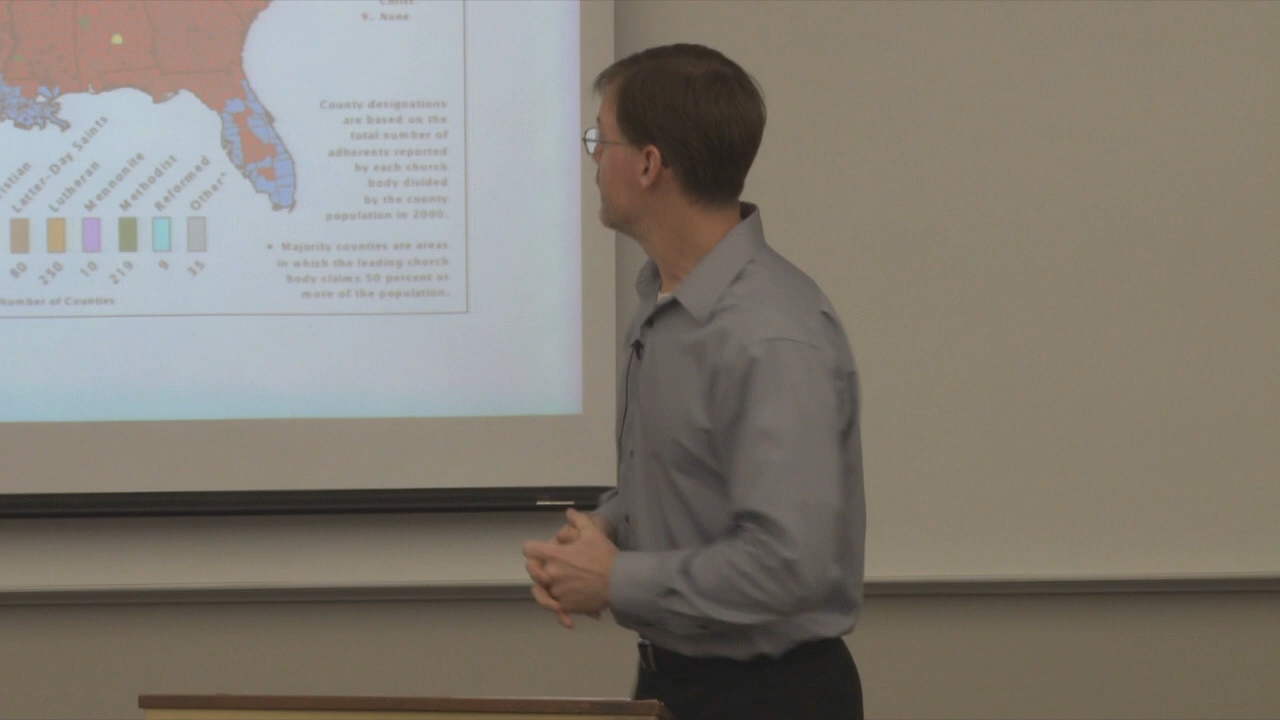 Christ
9. None
County designations
are based on the
total number of
adherents reported
by each church
body divided
by the county
population in 2000.
• Majority counties are areas
in which the leading church
body claims 50 percent or
more of the population.
Latter-Day Saints
Lutheran
Mennonite
Methodist
Reformed
Other*
80 250 10 219 9 35
Number of Counties